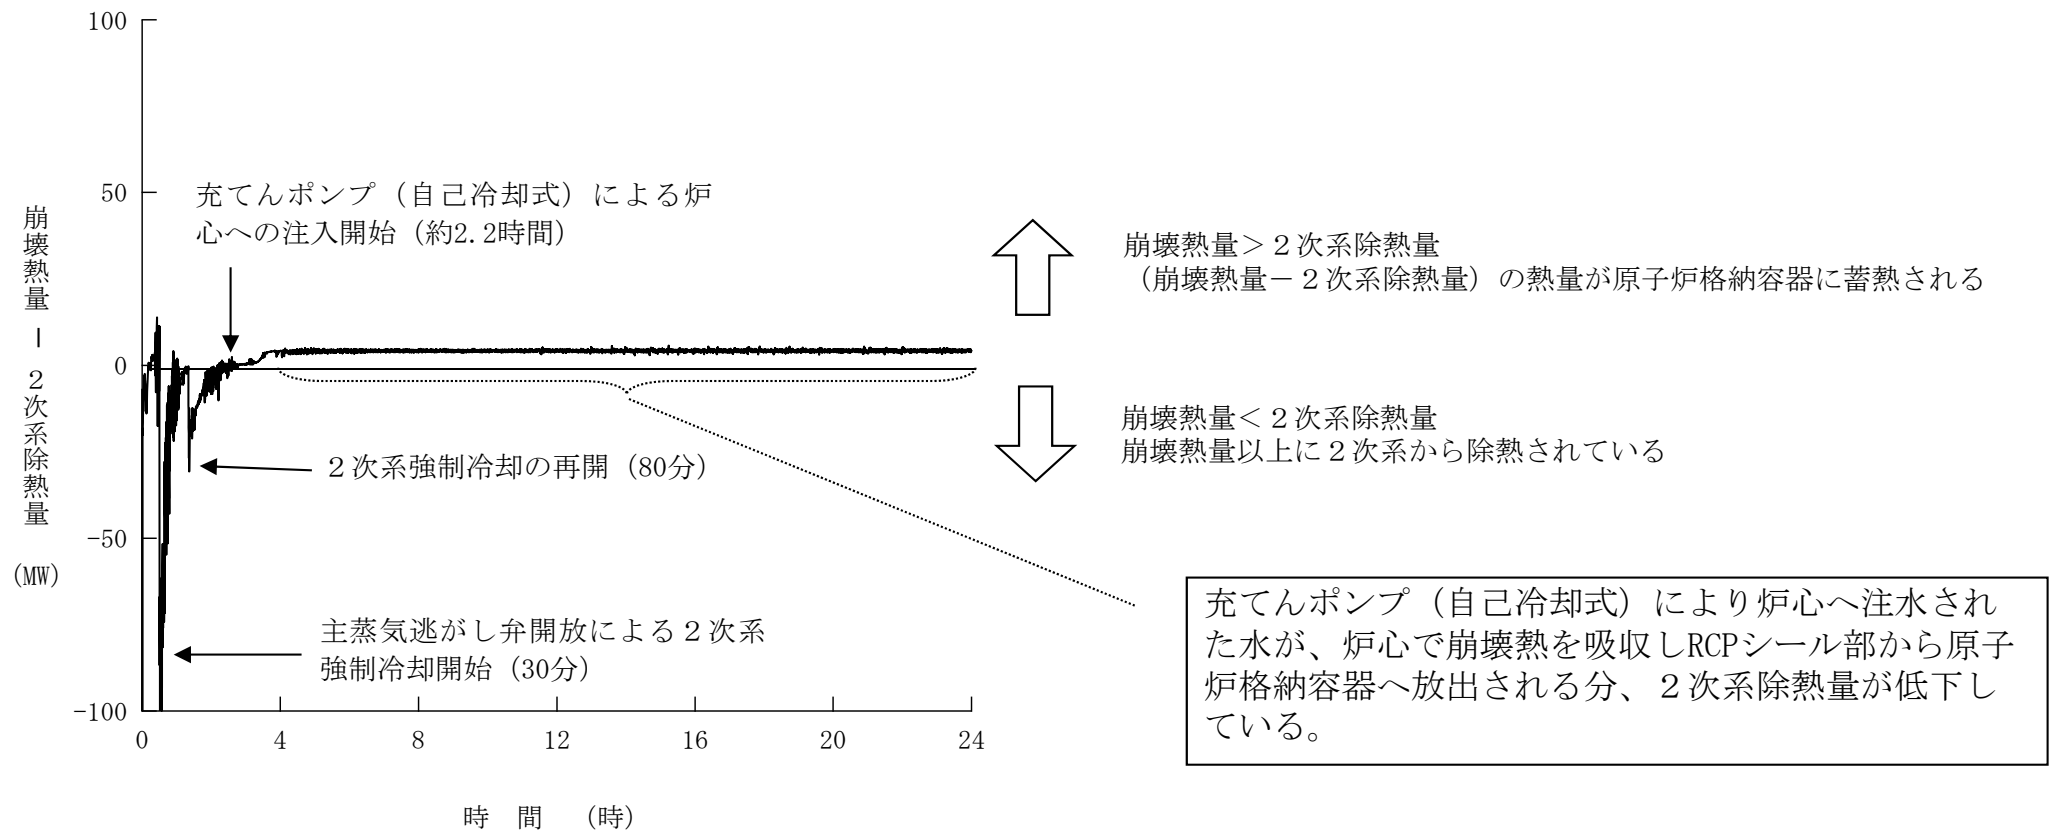 100
50
0
-50
-100
崩壊熱量－２次系除熱量
(MW)
充てんポンプ（自己冷却式）による炉
心への注入開始（約2.2時間）
２次系強制冷却の再開（80分）
主蒸気逃がし弁開放による２次系
強制冷却開始（30分）
0 4 8 12 16 20 24
時　間　（時）
崩壊熱量＞２次系除熱量
（崩壊熱量－２次系除熱量）の熱量が原子炉格納容器に蓄熱される
崩壊熱量＜２次系除熱量
崩壊熱量以上に２次系から除熱されている
充てんポンプ（自己冷却式）により炉心へ注水され
た水が、炉心で崩壊熱を吸収しRCPシール部から原子
炉格納容器へ放出される分、２次系除熱量が低下し
ている。